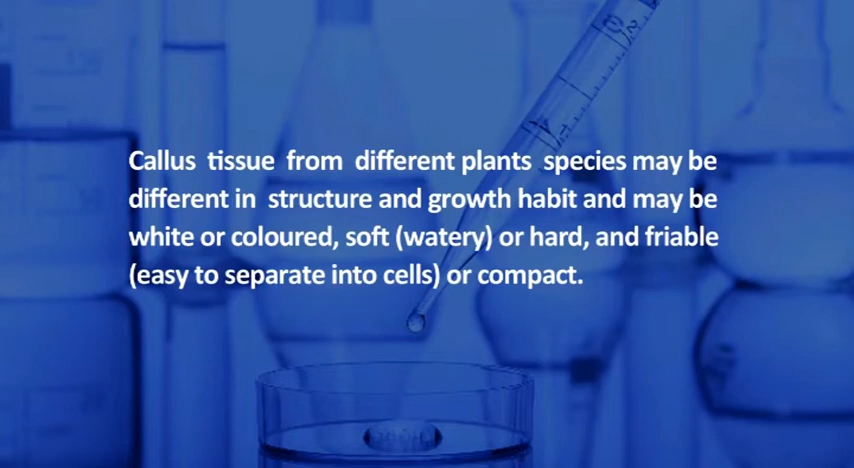 Callus tissue from different plants species may be
different in structure and growth habit and may be
white or coloured, soft (watery) or hard, and friable
(easy to separate into cells) or compact.